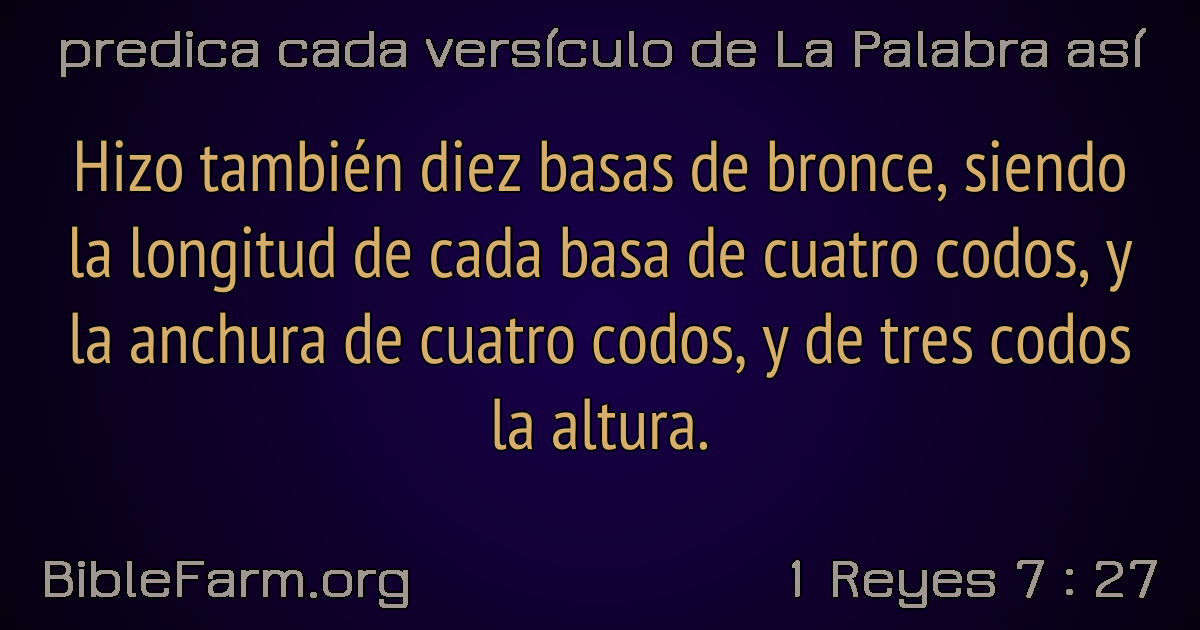 predica cada versículo de La Palabra así
Hizo también diez basas de bronce, siendo
la longitud de cada basa de cuatro codos, y
la anchura de cuatro codos, y de tres codos
la altura.
BibleFarm.org
1 Reyes 7 : 27